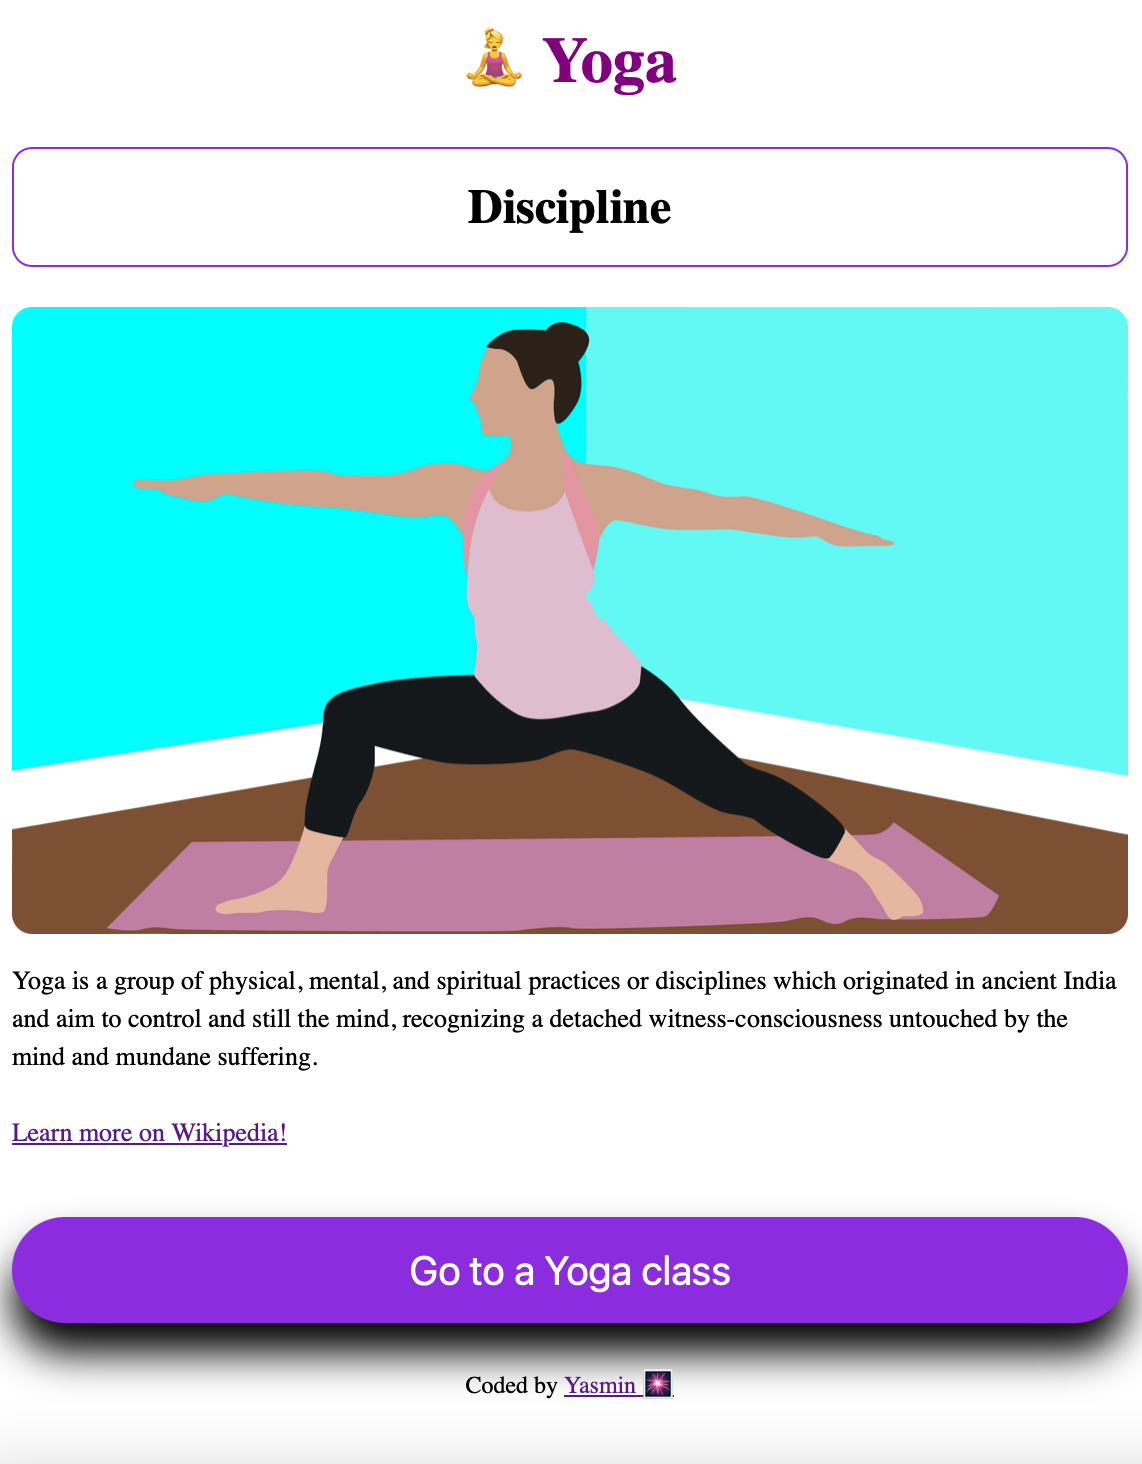 🧘‍♀️ Yoga
Discipline
Yoga is a group of physical, mental, and spiritual practices or disciplines which originated in ancient India
and aim to control and still the mind, recognizing a detached witness-consciousness untouched by the
mind and mundane suffering.
Learn more on Wikipedia!
Go to a Yoga class
Coded by Yasmin 🎆